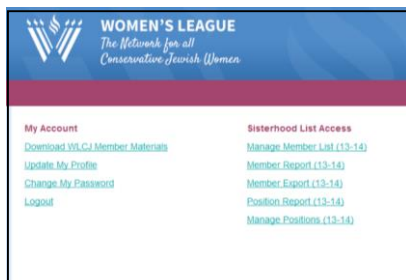 WOMEN'S LEAGUE
The Network for all
Conservative Jewish Women
My Account
Download WLCJ Member Materials
Update My Profile
Change My Password
Logout
Sisterhood List Access
Manage Member List (13-14)
Member Report (13-14)
Member Export (13-14)
Position Report (13-14)
Manage Positions (13-14)